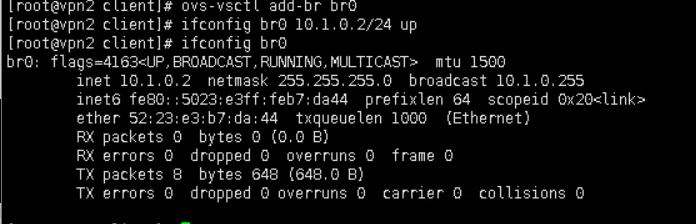 [root@vpn2 client]# ovs-vsctl add-br br0
[root@vpn2 client]# ifconfig br0 10.1.0.2/24 up
[root@vpn2 client]# ifconfig br0
br0: flags=4163<UP,BROADCAST,RUNNING,MULTICAST>  mtu 1500
        inet 10.1.0.2  netmask 255.255.255.0  broadcast 10.1.0.255
        inet6 fe80::5023:e3ff:feb7:da44  prefixlen 64  scopeid 0x20<link>
        ether 52:23:e3:b7:da:44  txqueuelen 1000  (Ethernet)
        RX packets 0  bytes 0 (0.0 B)
        RX errors 0  dropped 0  overruns 0  frame 0
        TX packets 8  bytes 648 (648.0 B)
        TX errors 0  dropped 0 overruns 0  carrier 0  collisions 0